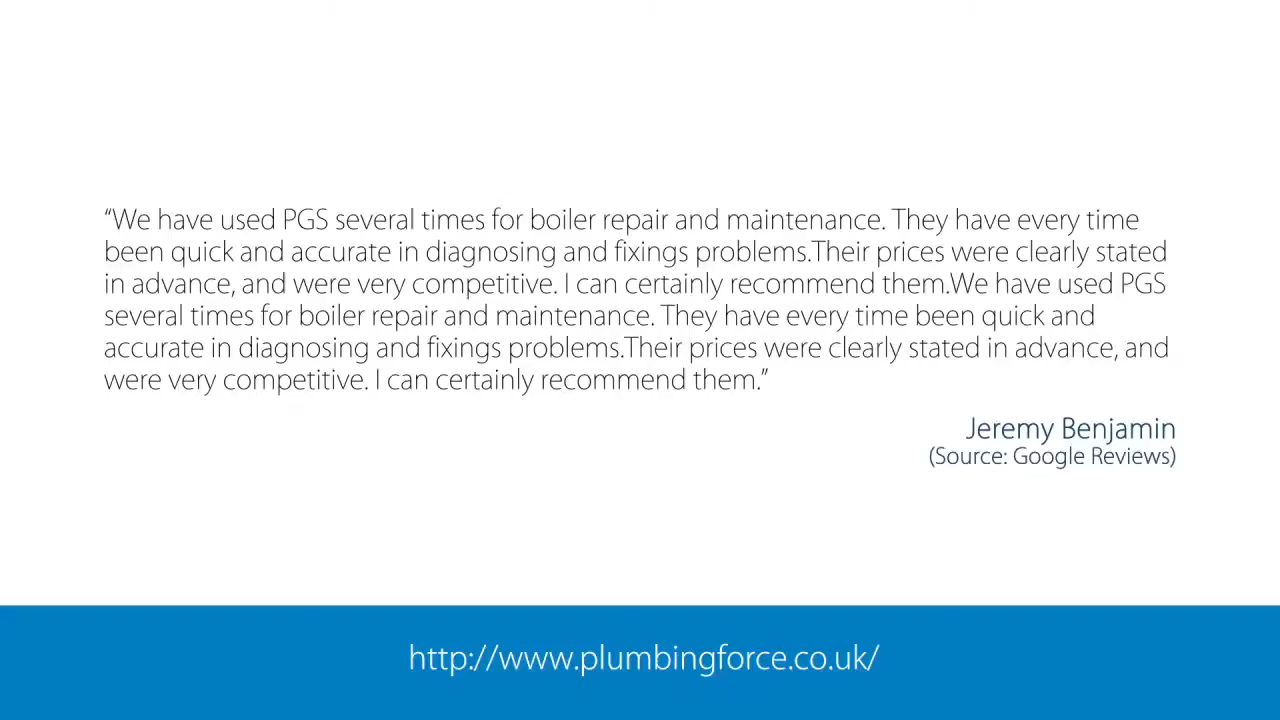 “We have used PGS several times for boiler repair and maintenance. They have every time
been quick and accurate in diagnosing and fixings problems.Their prices were clearly stated
in advance, and were very competitive. I can certainly recommend them.We have used PGS
several times for boiler repair and maintenance. They have every time been quick and
accurate in diagnosing and fixings problems.Their prices were clearly stated in advance, and
were very competitive. I can certainly recommend them.”
Jeremy Benjamin
(Source: Google Reviews)
http://www.plumbingforce.co.uk/